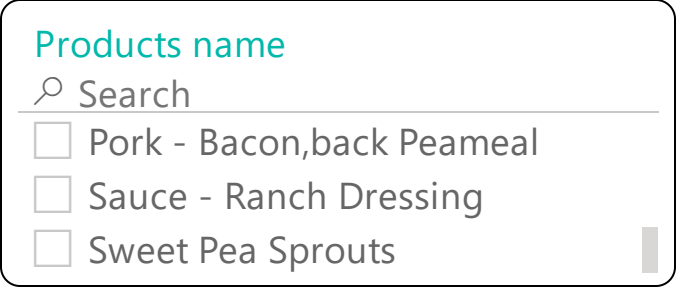 Products name
Search
Pork - Bacon,back Peameal
Sauce - Ranch Dressing
Sweet Pea Sprouts